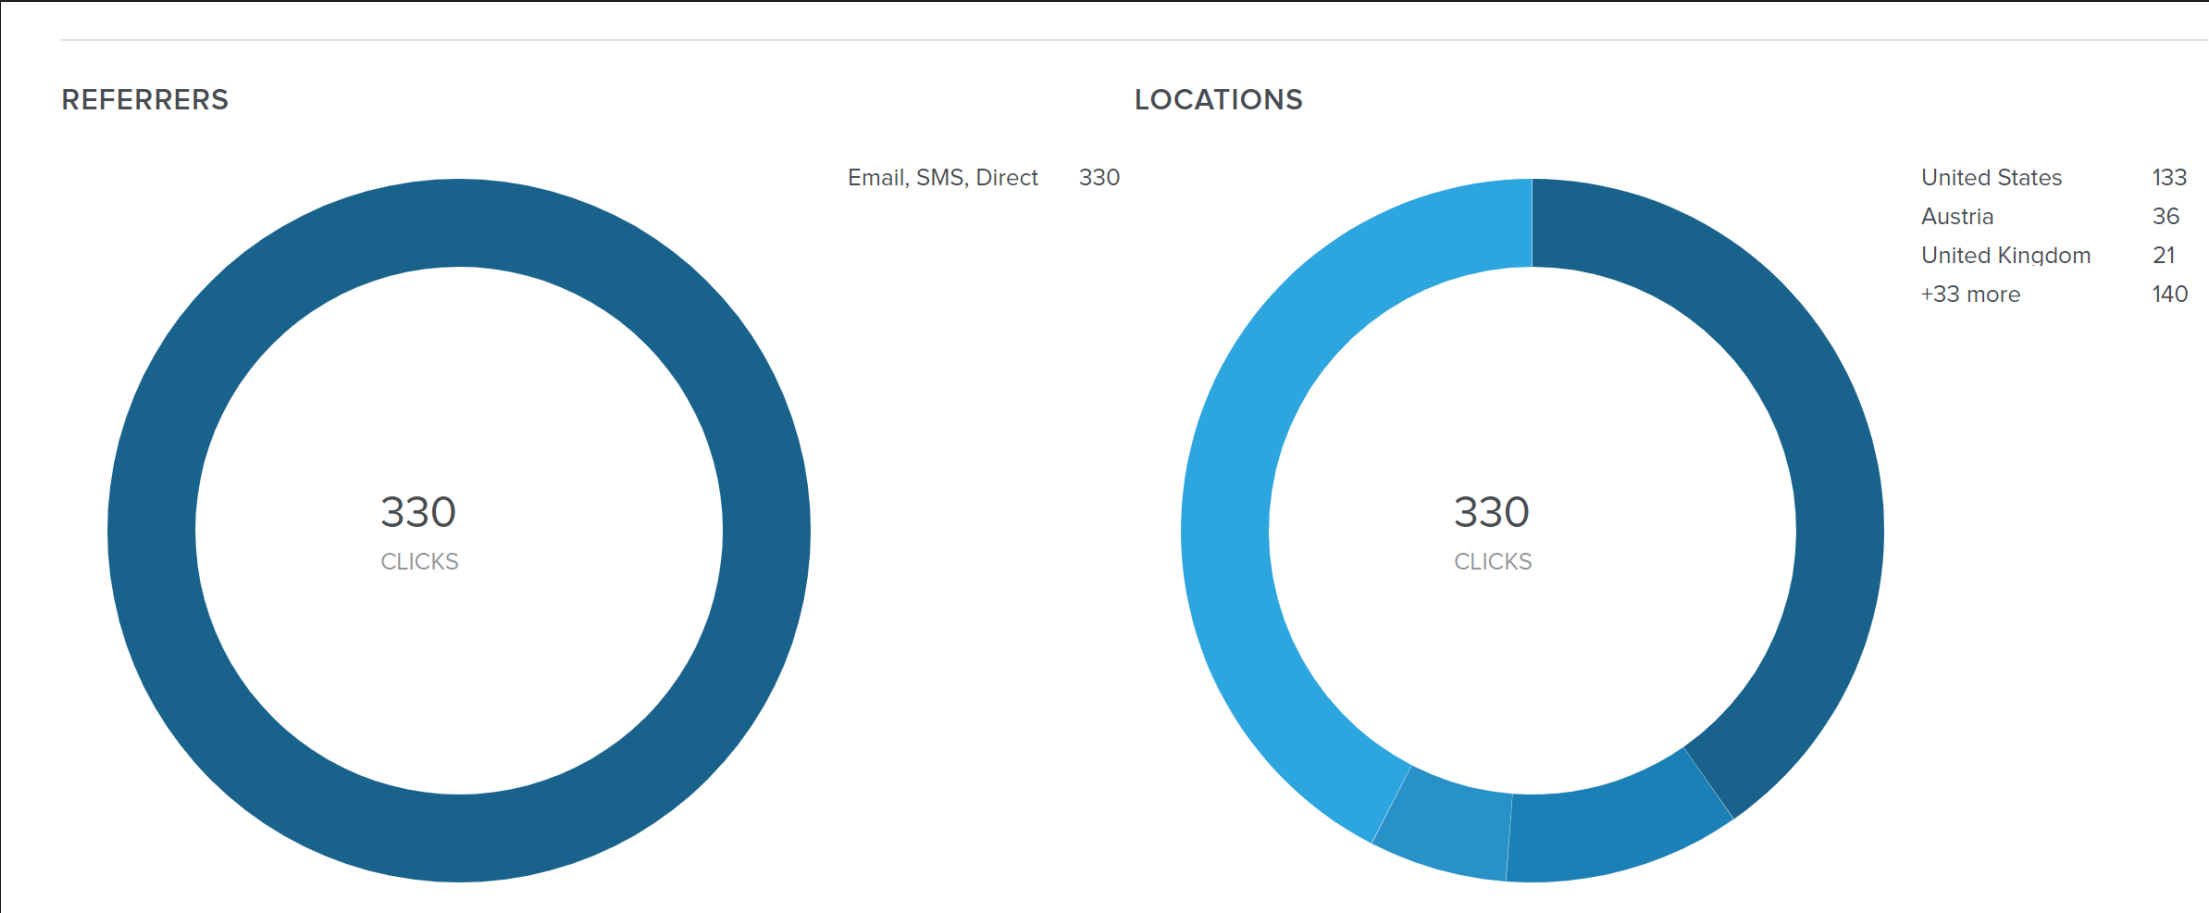 REFERRERS
Email, SMS, Direct 330
330
CLICKS
LOCATIONS
United States 133
Austria 36
United Kingdom 21
+33 more 140
330
CLICKS